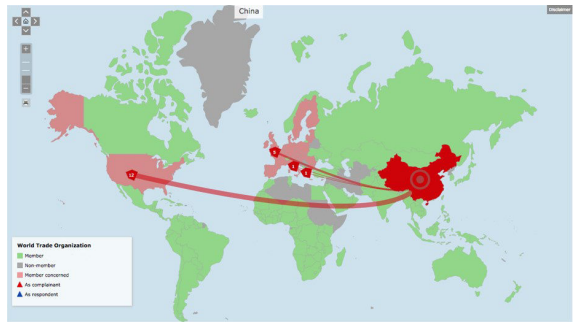 China
Disclaimer
12
5
World Trade Organization
Member
Non-member
Member concerned
As complainant
As respondent